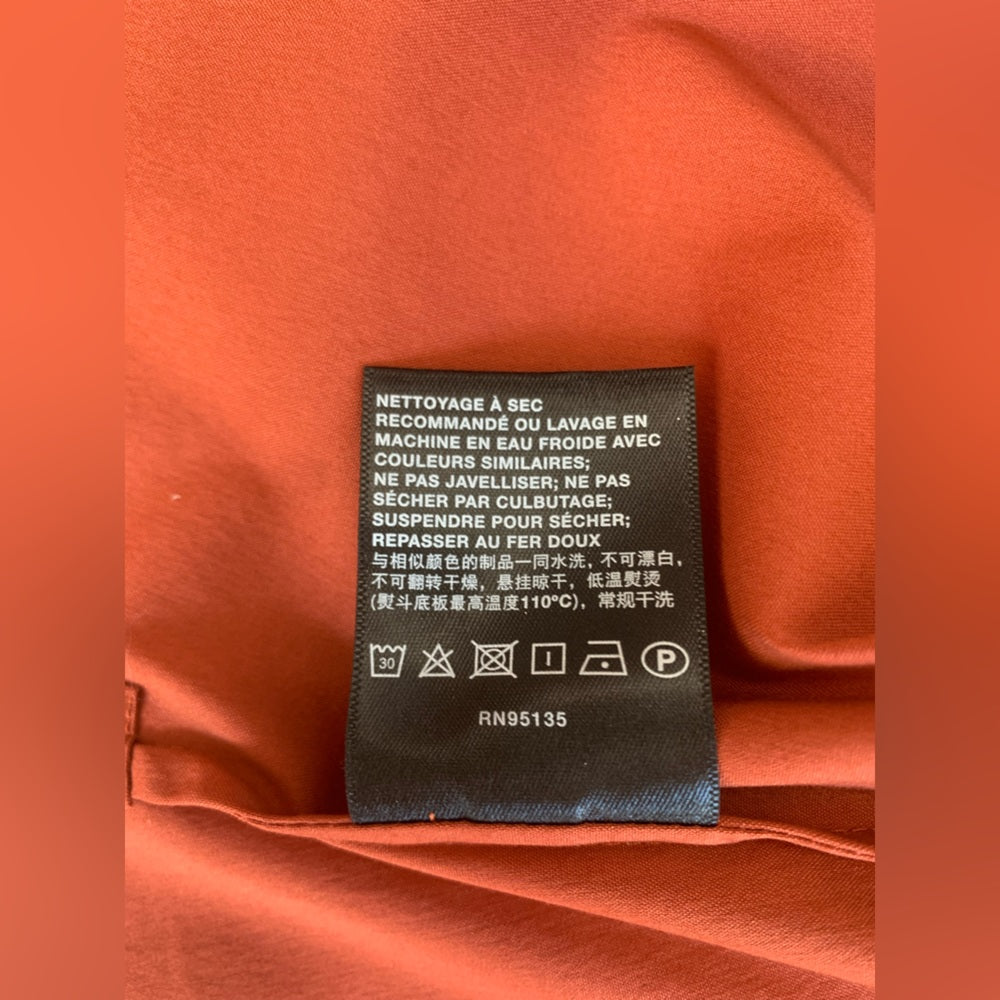 NETTOYAGE À SEC
RECOMMANDÉ OU LAVAGE EN
MACHINE EN EAU FROIDE AVEC
COULEURS SIMILAIRES;
NE PAS JAVELLISER; NE PAS
SÉCHER PAR CULBUTAGE;
SUSPENDRE POUR SÉCHER;
REPASSER AU FER DOUX
与相似颜色的制品一同水洗，不可漂白，
不可翻转干燥，悬挂晾干，低温熨烫
(熨斗底板最高温度110°C)，常规干洗
30 P
RN95135